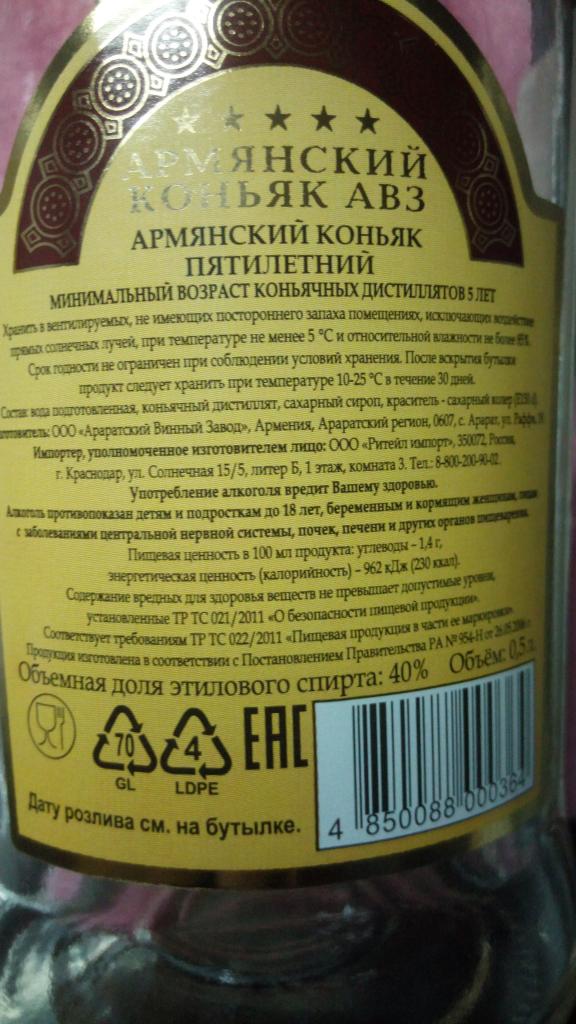 АРМЯНСКИЙ
КОНЬЯК АВЗ
АРМЯНСКИЙ КОНЬЯК
ПЯТИЛЕТНИЙ
МИНИМАЛЬНЫЙ ВОЗРАСТ КОНЬЯЧНЫХ ДИСТИЛЛЯТОВ 5 ЛЕТ
Хранить в вентилируемых, не имеющих постороннего запаха помещениях, исключающих воздействие
прямых солнечных лучей, при температуре не менее 5 °С и относительной влажности не более 85%.
Срок годности не ограничен при соблюдении условий хранения. После вскрытия бутылки
продукт следует хранить при температуре 10-25 °С в течение 30 дней.
Состав: вода подготовленная, коньячный дистиллят, сахарный сироп, краситель - сахарный колер
ООО «Араратский Винный Завод», Армения, Араратский регион, 0607, с. Арарат, ул. Раффи,
Импортер, уполномоченное изготовителем лицо: ООО «Ритейл импорт», 350072, Россия,
г. Краснодар, ул. Солнечная 15/5, литер Б, 1 этаж, комната 3. Тел.: 8-800-200-90-02.
Употребление алкоголя вредит Вашему здоровью.
Алкоголь противопоказан детям и подросткам до 18 лет, беременным и кормящим женщинам, лицам
с заболеваниями центральной нервной системы, почек, печени и других органов пищеварения.
Пищевая ценность в 100 мл продукта: углеводы – 1,4 г,
энергетическая ценность (калорийность) – 962 кДж (230 ккал).
Содержание вредных для здоровья веществ не превышает допустимые уровни,
установленные ТР ТС 021/2011 «О безопасности пищевой продукции».
Соответствует требованиям ТР ТС 022/2011 «Пищевая продукция в части ее маркировки».
Продукция изготовлена в соответствии с Постановлением Правительства РА № 954-Н от
Объемная доля этилового спирта: 40% Объём: 0,5 л.
70 4 EAC
GL LDPE
4 850088 000364
Дату розлива см. на бутылке.